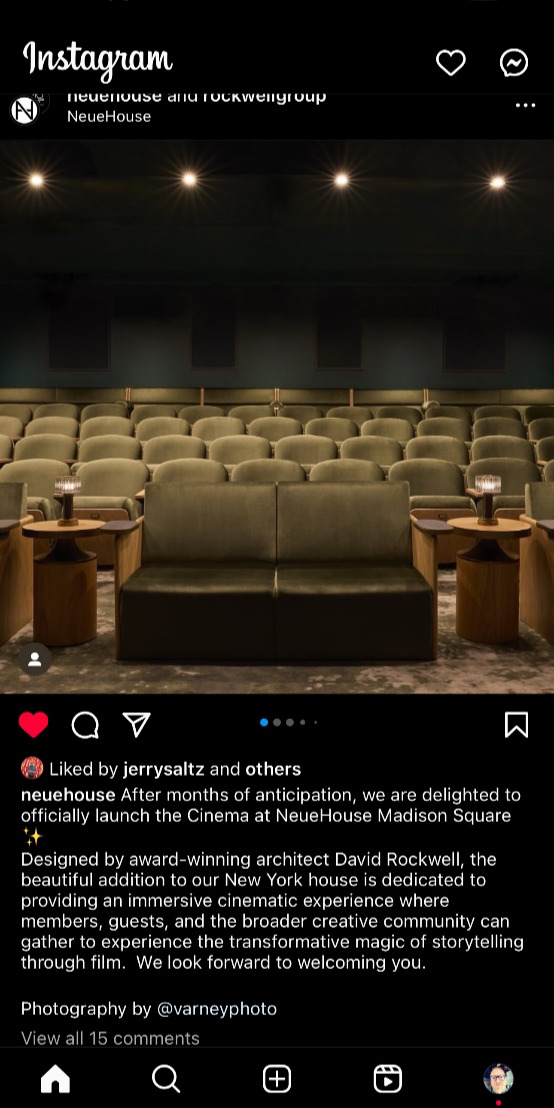 Instagram
neuehouse and rockwellgroup
NeueHouse
Liked by jerrysaltz and others
neuehouse After months of anticipation, we are delighted to
officially launch the Cinema at NeueHouse Madison Square
✨
Designed by award-winning architect David Rockwell, the
beautiful addition to our New York house is dedicated to
providing an immersive cinematic experience where
members, guests, and the broader creative community can
gather to experience the transformative magic of storytelling
through film.  We look forward to welcoming you.
Photography by @varneyphoto
View all 15 comments